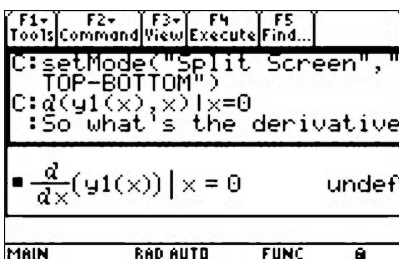 F1▾ F2▾ F3▾ F4 F5
Tools Command View Execute Find...
C:setMode("Split Screen","
TOP-BOTTOM")
C:d(y1(x),x)|x=0
:So what's the derivative
▪ d/dx (y1(x)) | x = 0 undef
MAIN RAD AUTO FUNC